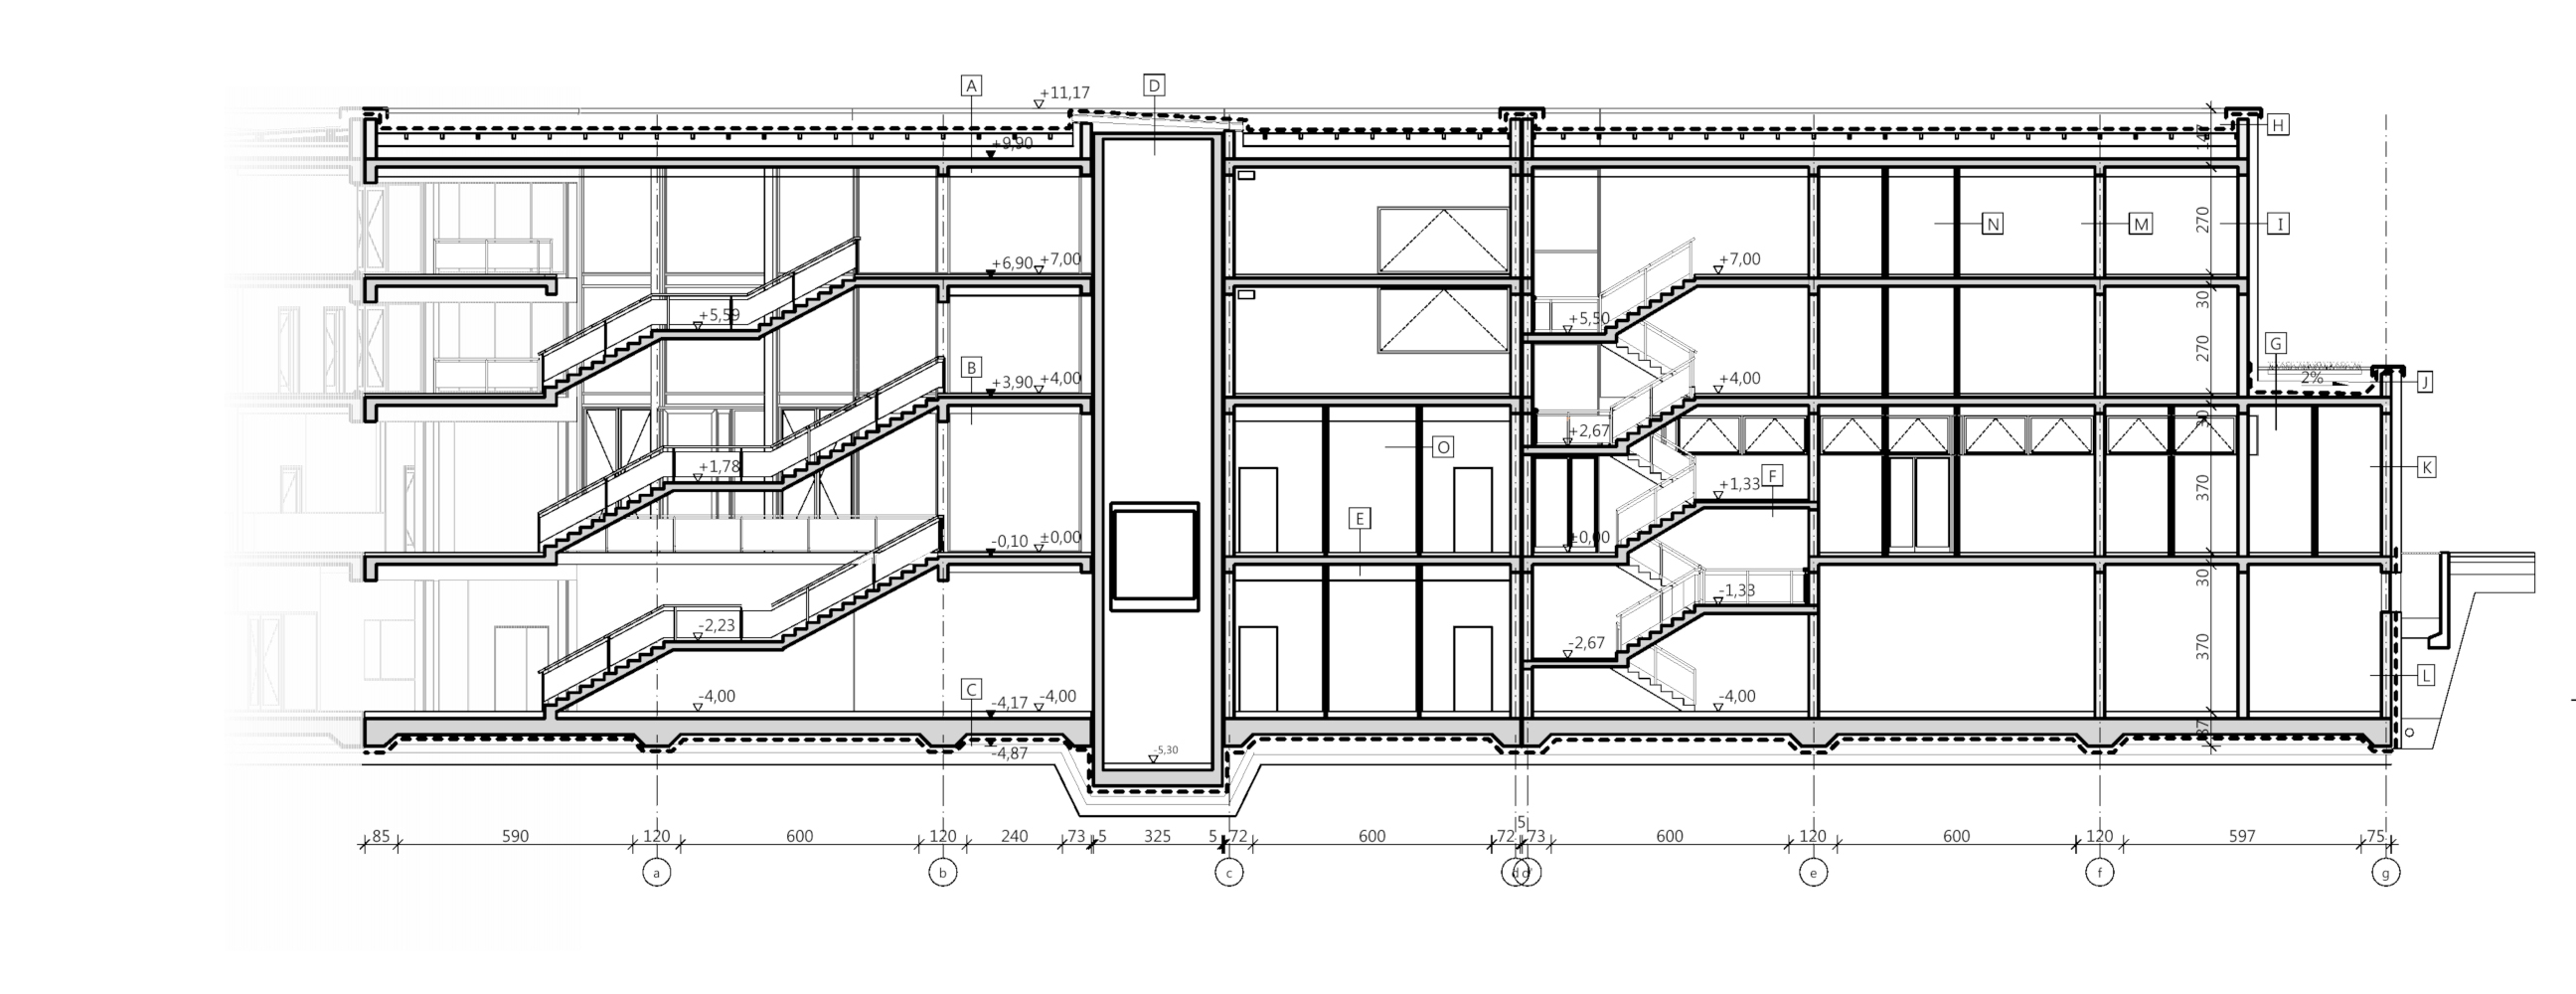 A
D
+11,17
H
+9,90
147
N
M
270
I
+6,90
+7,00
+7,00
+5,59
+5,50
30
270
G
2%
J
B
+3,90
+4,00
+4,00
30
+2,67
O
K
+1,78
+1,33
F
370
E
-0,10
±0,00
±0,00
30
-1,33
-2,23
-2,67
370
L
C
-4,00
-4,17
-4,00
-4,00
87
-4,87
-5,30
85 590 120 600 120 240 73 5 325 5 72 600 72 5 73 600 120 600 120 597 75
a b c d d' e f g